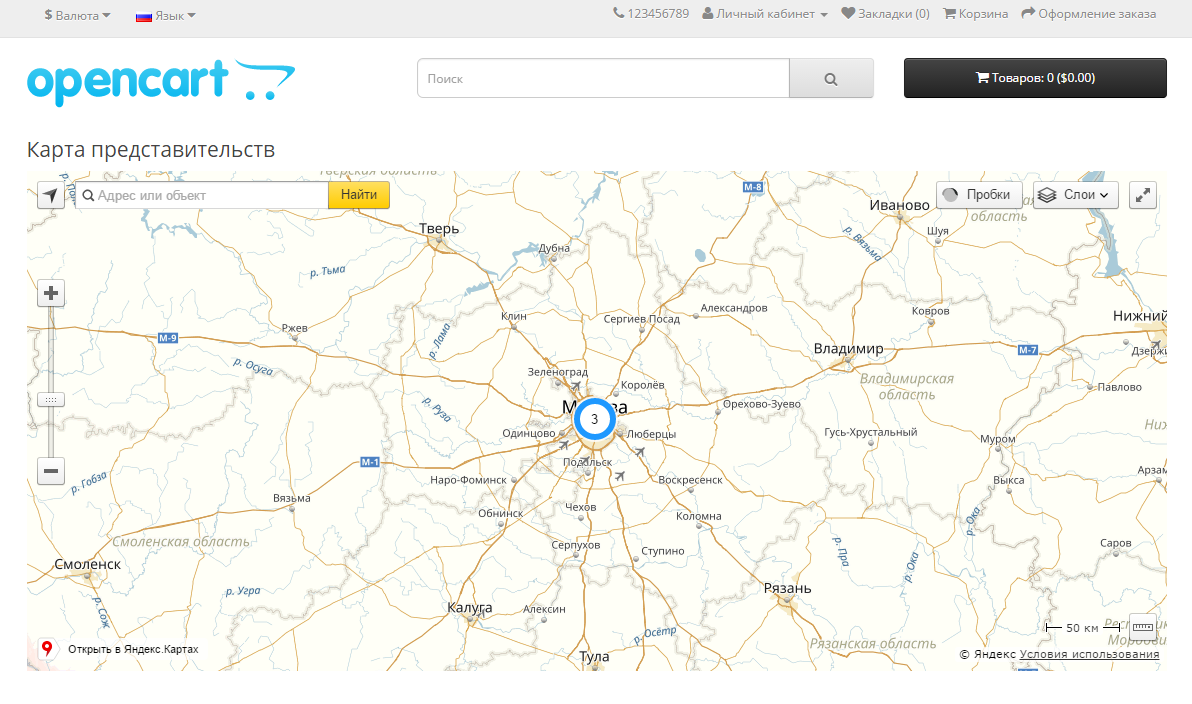 $ Валюта
Язык
123456789
Личный кабинет
Закладки (0)
Корзина
Оформление заказа
opencart
Поиск
Товаров: 0 ($0.00)
Карта представительств
Тверская область
Адрес или объект
Найти
М-8
Пробки
Слои
область
Иваново
Шуя
Тверь
Дубна
р. Вязьма
р. Тьма
Клин
Сергиев Посад
Александров
Ковров
Нижний
Ржев
М-9
р. Лама
Владимир
М-7
Дзержи
р. Осуга
Зеленоград
Королёв
Владимирская
область
Павлово
р. Руза
Москва
3
Орехово-Зуево
Одинцово
Люберцы
Гусь-Хрустальный
Муром
Ниж
М-1
Подольск
Арзам
р. Гобза
Наро-Фоминск
Воскресенск
Выкса
Вязьма
Обнинск
Чехов
Коломна
р. Ока
Смоленская область
Серпухов
Ступино
р. Пра
Саров
Смоленск
р. Ока
р. Угра
Рязань
р. Сож
Калуга
Алексин
50 км
р. Осётр
Рязанская область
Открыть в Яндекс.Картах
Тула
© Яндекс Условия использования